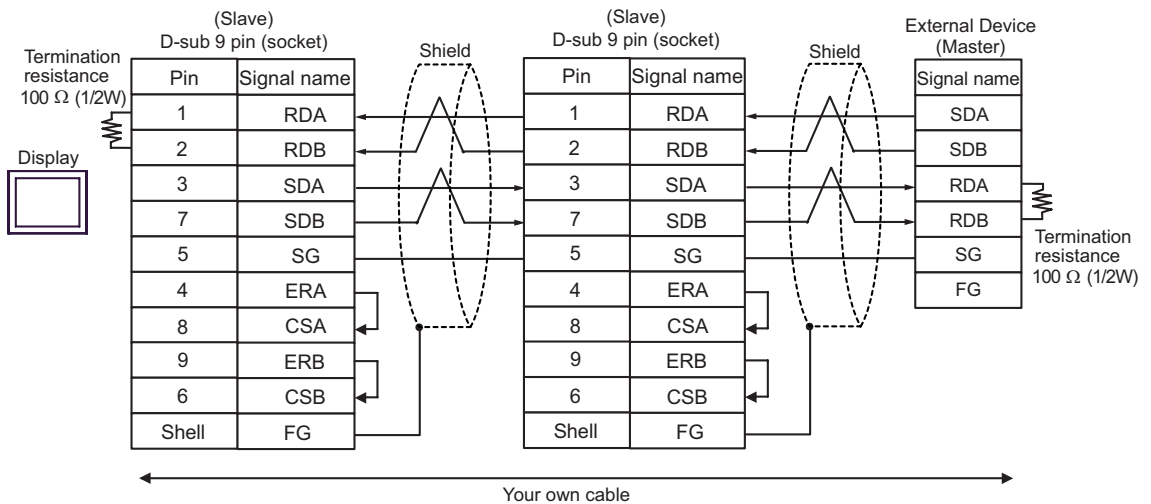 (Slave)
D-sub 9 pin (socket)
Termination
resistance
100 Ω (1/2W)
Display
Pin Signal name
1 RDA
2 RDB
3 SDA
7 SDB
5 SG
4 ERA
8 CSA
9 ERB
6 CSB
Shell FG
Shield
(Slave)
D-sub 9 pin (socket)
Pin Signal name
1 RDA
2 RDB
3 SDA
7 SDB
5 SG
4 ERA
8 CSA
9 ERB
6 CSB
Shell FG
Shield
External Device
(Master)
Signal name
SDA
SDB
RDA
RDB
SG
FG
Termination
resistance
100 Ω (1/2W)
Your own cable